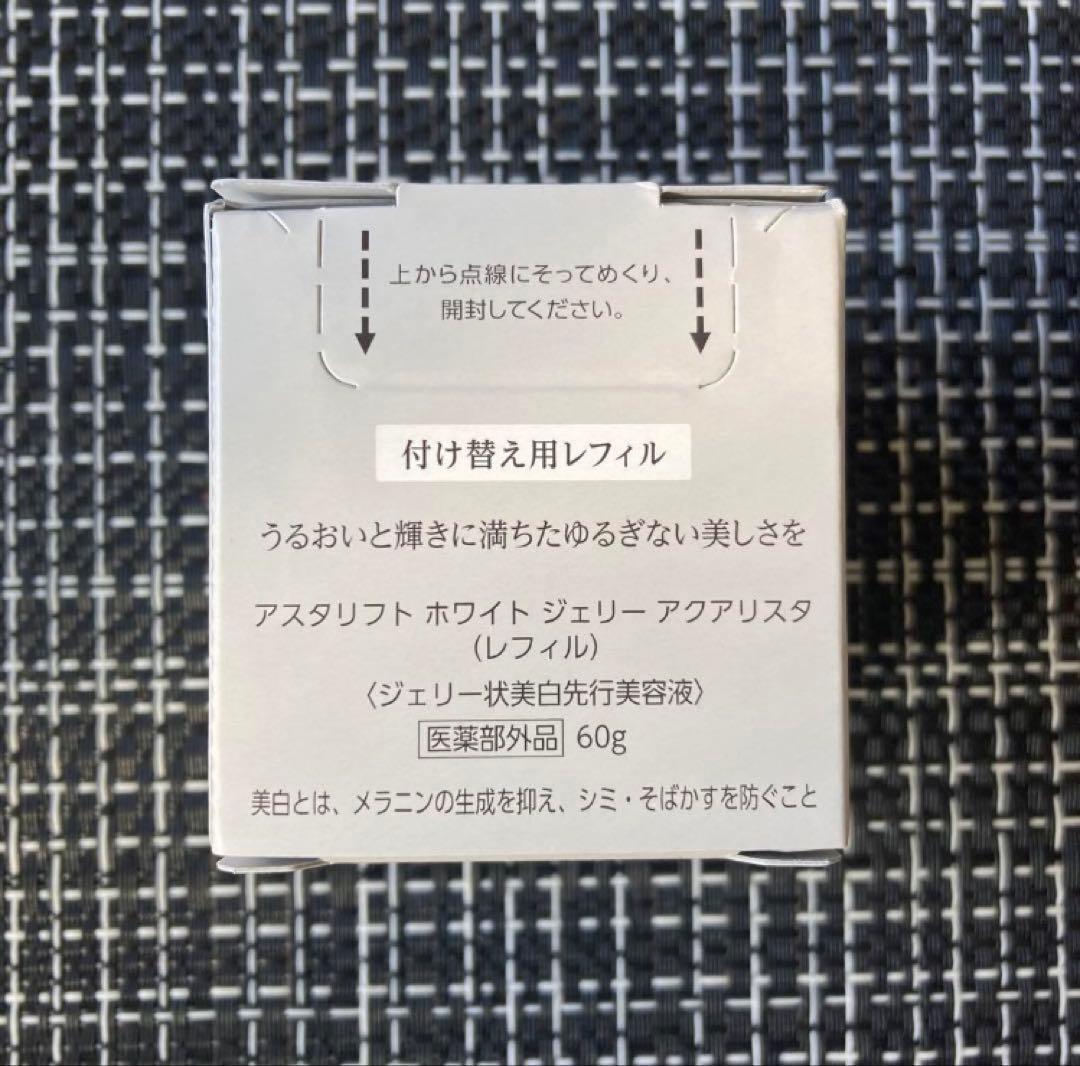 上から点線にそってめくり、
開封してください。
付け替え用レフィル
うるおいと輝きに満ちたゆるぎない美しさを
アスタリフト ホワイト ジェリー アクアリスタ
(レフィル)
〈ジェリー状美白先行美容液〉
医薬部外品 60g
美白とは、メラニンの生成を抑え、シミ・そばかすを防ぐこと